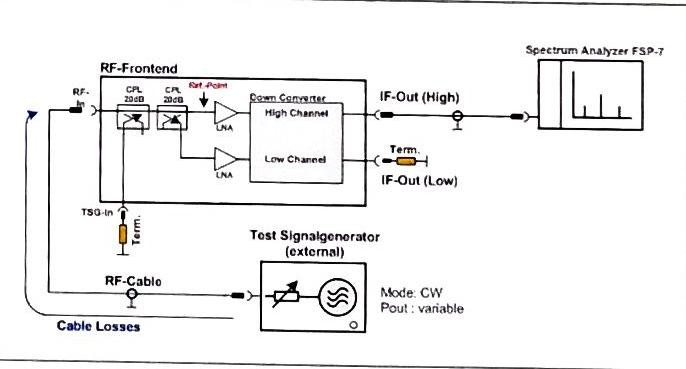 Spectrum Analyzer FSP-7
RF-Frontend
RF-
In
CPL
20dB
CPL
20dB
Ref.-Point
LNA
Down Converter
High Channel
Low Channel
LNA
IF-Out (High)
Term.
IF-Out (Low)
TSG-In
Term.
Test Signalgenerator
(external)
RF-Cable
Mode: CW
Pout : variable
Cable Losses